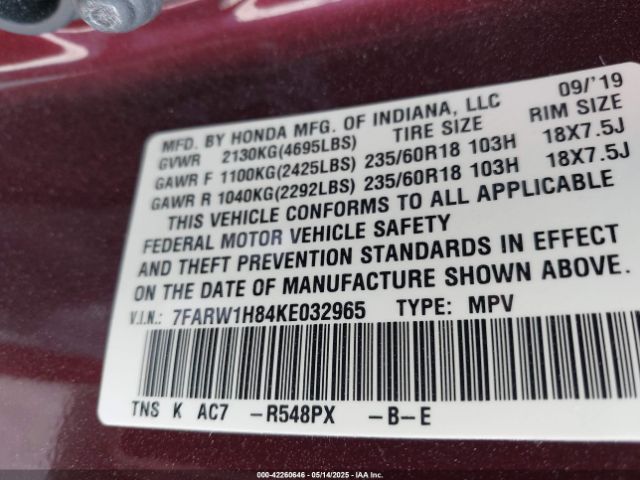 09/'19
MFD. BY HONDA MFG. OF INDIANA, LLC
GVWR 2130KG(4695LBS) TIRE SIZE RIM SIZE
GAWR F 1100KG(2425LBS) 235/60R18 103H 18X7.5J
GAWR R 1040KG(2292LBS) 235/60R18 103H 18X7.5J
THIS VEHICLE CONFORMS TO ALL APPLICABLE
FEDERAL MOTOR VEHICLE SAFETY
AND THEFT PREVENTION STANDARDS IN EFFECT
ON THE DATE OF MANUFACTURE SHOWN ABOVE.
V.I.N.: 7FARW1H84KE032965 TYPE: MPV
TNS K AC7 -R548PX -B-E
000-42260646 - 05/14/2025 - IAA Inc.